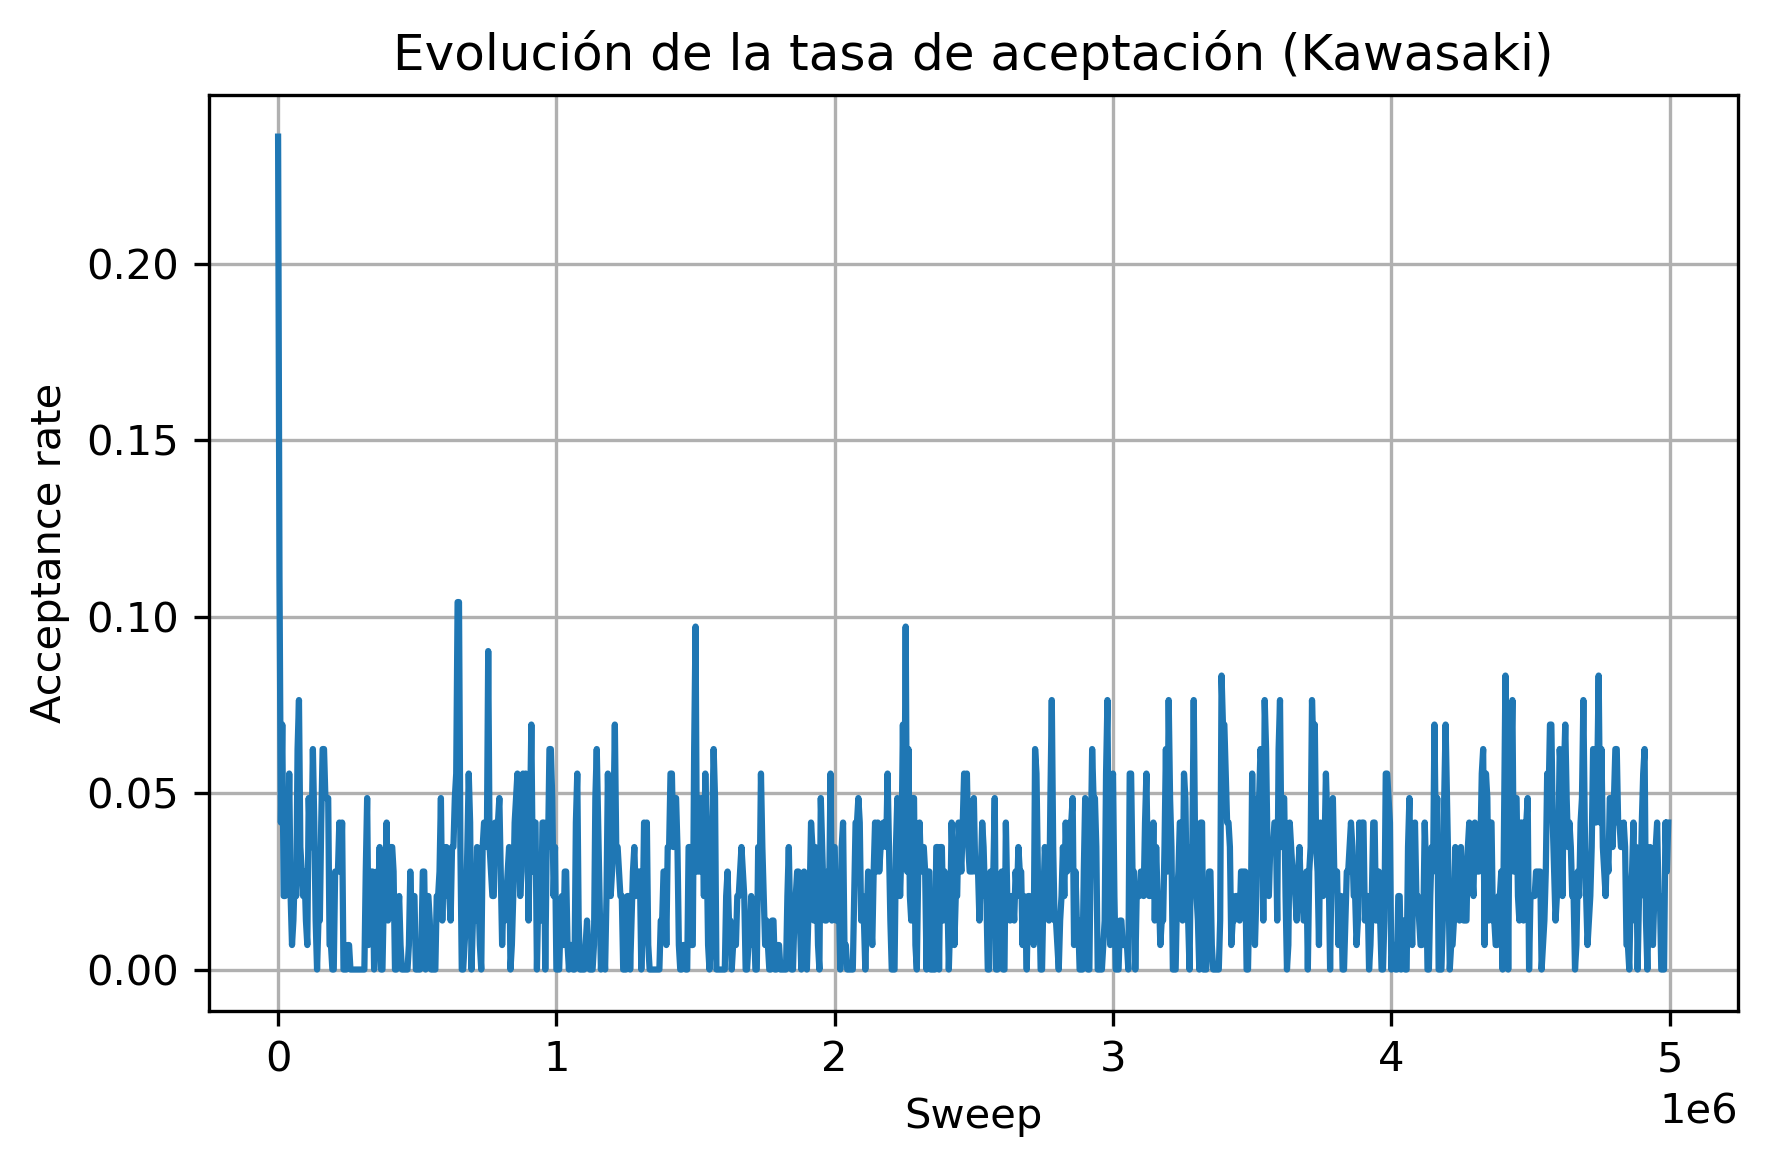 Evolución de la tasa de aceptación (Kawasaki)
Acceptance rate
0.20
0.15
0.10
0.05
0.00
0 1 2 3 4 5
1e6
Sweep